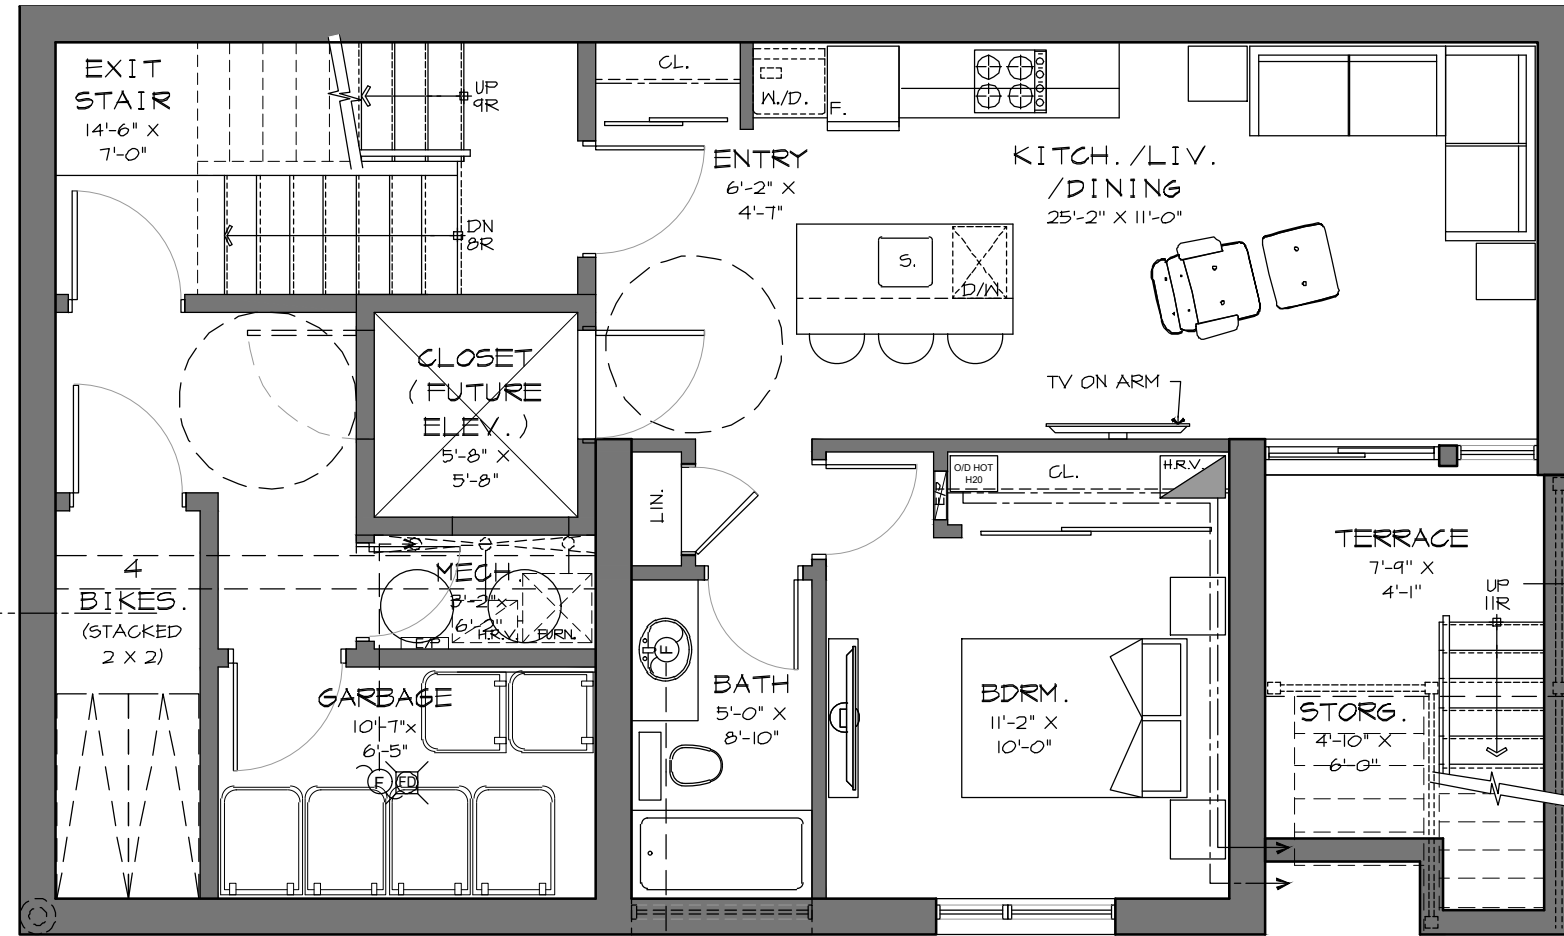 EXIT
STAIR
14'-6" X
7'-0"
UP
9R
DN
8R
CL.
W./D.
F.
ENTRY
6'-2" X
4'-7"
KITCH. /LIV.
/DINING
25'-2" X 11'-0"
S.
D/W
TV ON ARM
CLOSET
( FUTURE
ELEV. )
5'-8" X
5'-8"
LIN.
E/P
O/D HOT
H20
CL.
H.R.V.
TERRACE
7'-9" X
4'-1"
UP
11R
4
BIKES.
(STACKED
2 X 2)
MECH.
H.R.V.
FURN.
E/P
GARBAGE
10'-7"x
6'-5"
F
FD
F
BATH
5'-0" X
8'-10"
BDRM.
11'-2" X
10'-0"
STORG.
4'-10" X
6'-0"